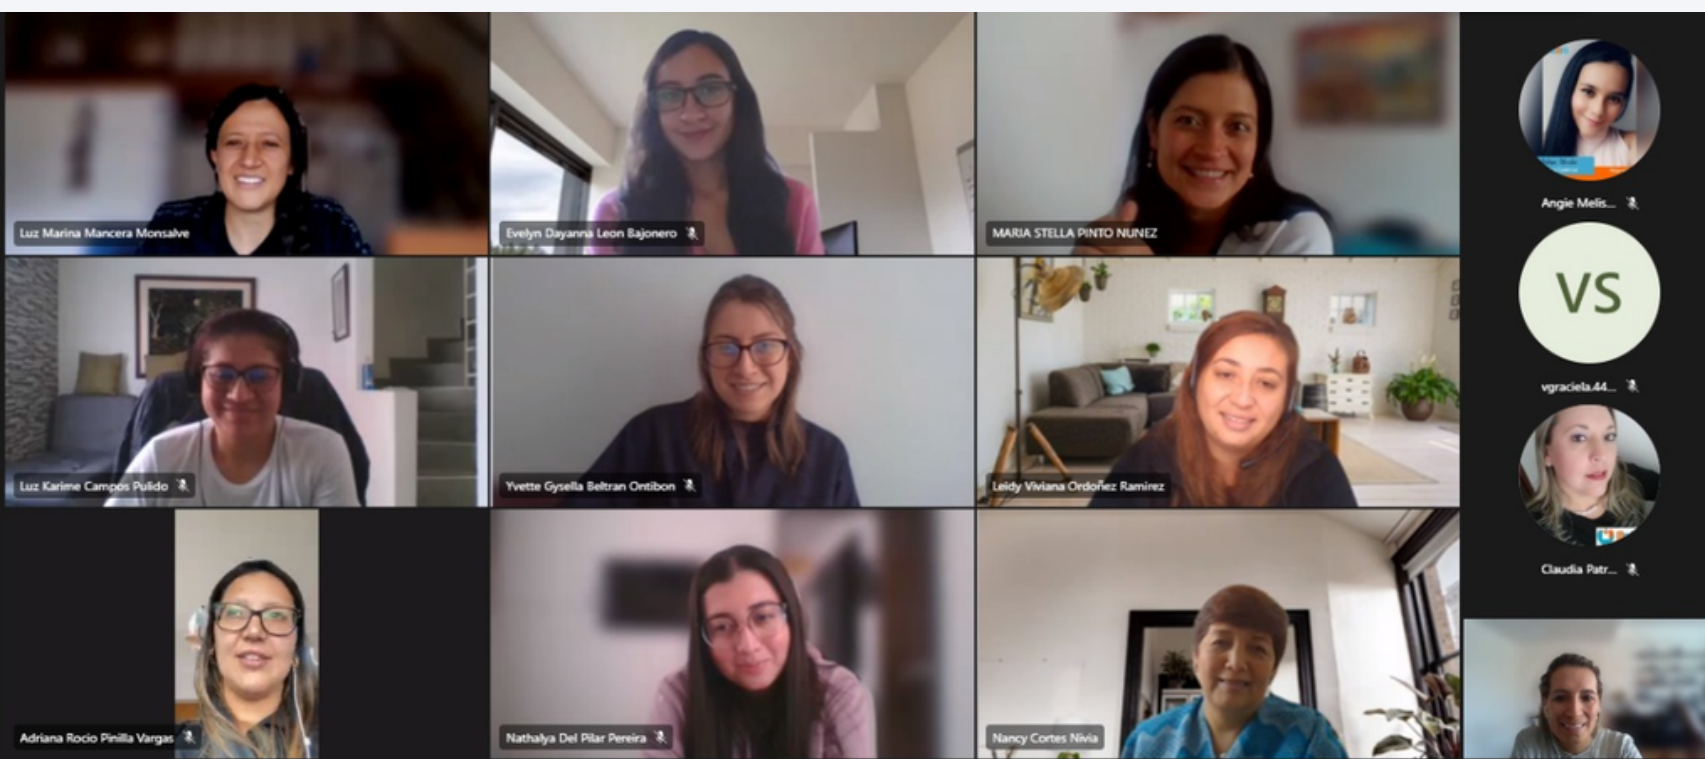 Luz Marina Mancera Monsalve
Evelyn Dayanna Leon Bajonero
MARIA STELLA PINTO NUNEZ
Angie Melis...
VS
vgraciela.44...
Luz Karime Campos Pulido
Yvette Gysella Beltran Ontibon
Leidy Viviana Ordoñez Ramirez
Claudia Patr...
Adriana Rocio Pinilla Vargas
Nathalya Del Pilar Pereira
Nancy Cortes Nivia